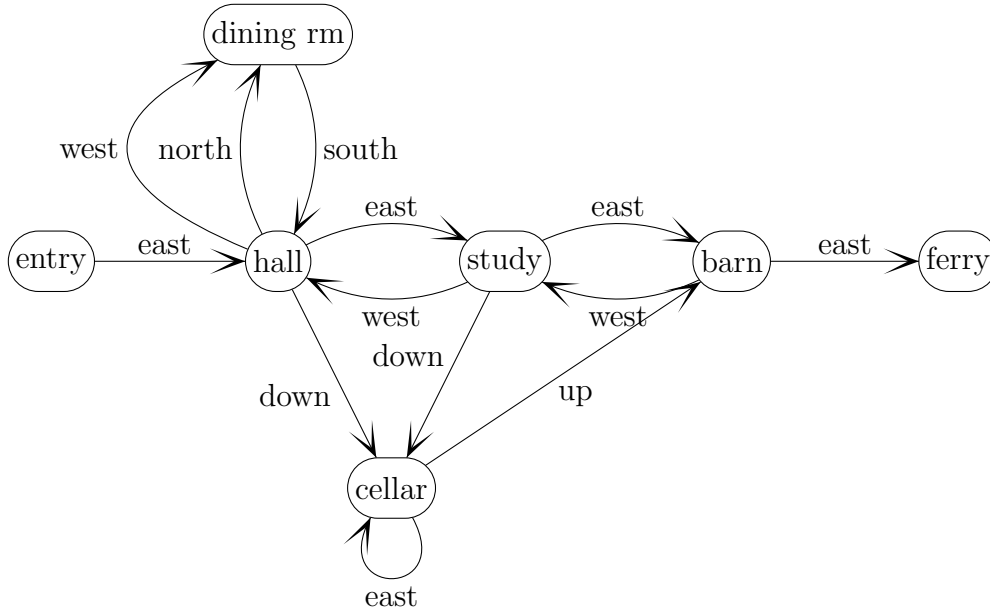 dining rm
west
north
south
east
east
east
east
entry
hall
study
barn
ferry
west
west
down
down
up
cellar
east